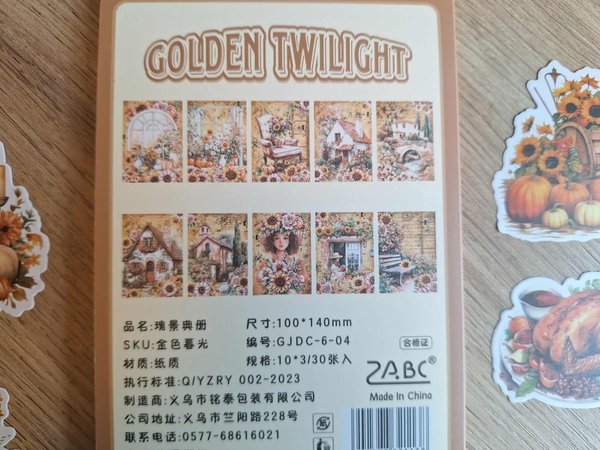 GOLDEN TWILIGHT
品名:瑰景典册 尺寸:100*140mm
SKU:金色暮光 编号:GJDC-6-04
材质:纸质 规格:10*3/30张入
执行标准:Q/YZRY 002-2023
制造商:义乌市铭泰包装有限公司
公司地址:义乌市竺阳路228号
联系电话:0577-68616021
合格证
ZABC®
Made In China